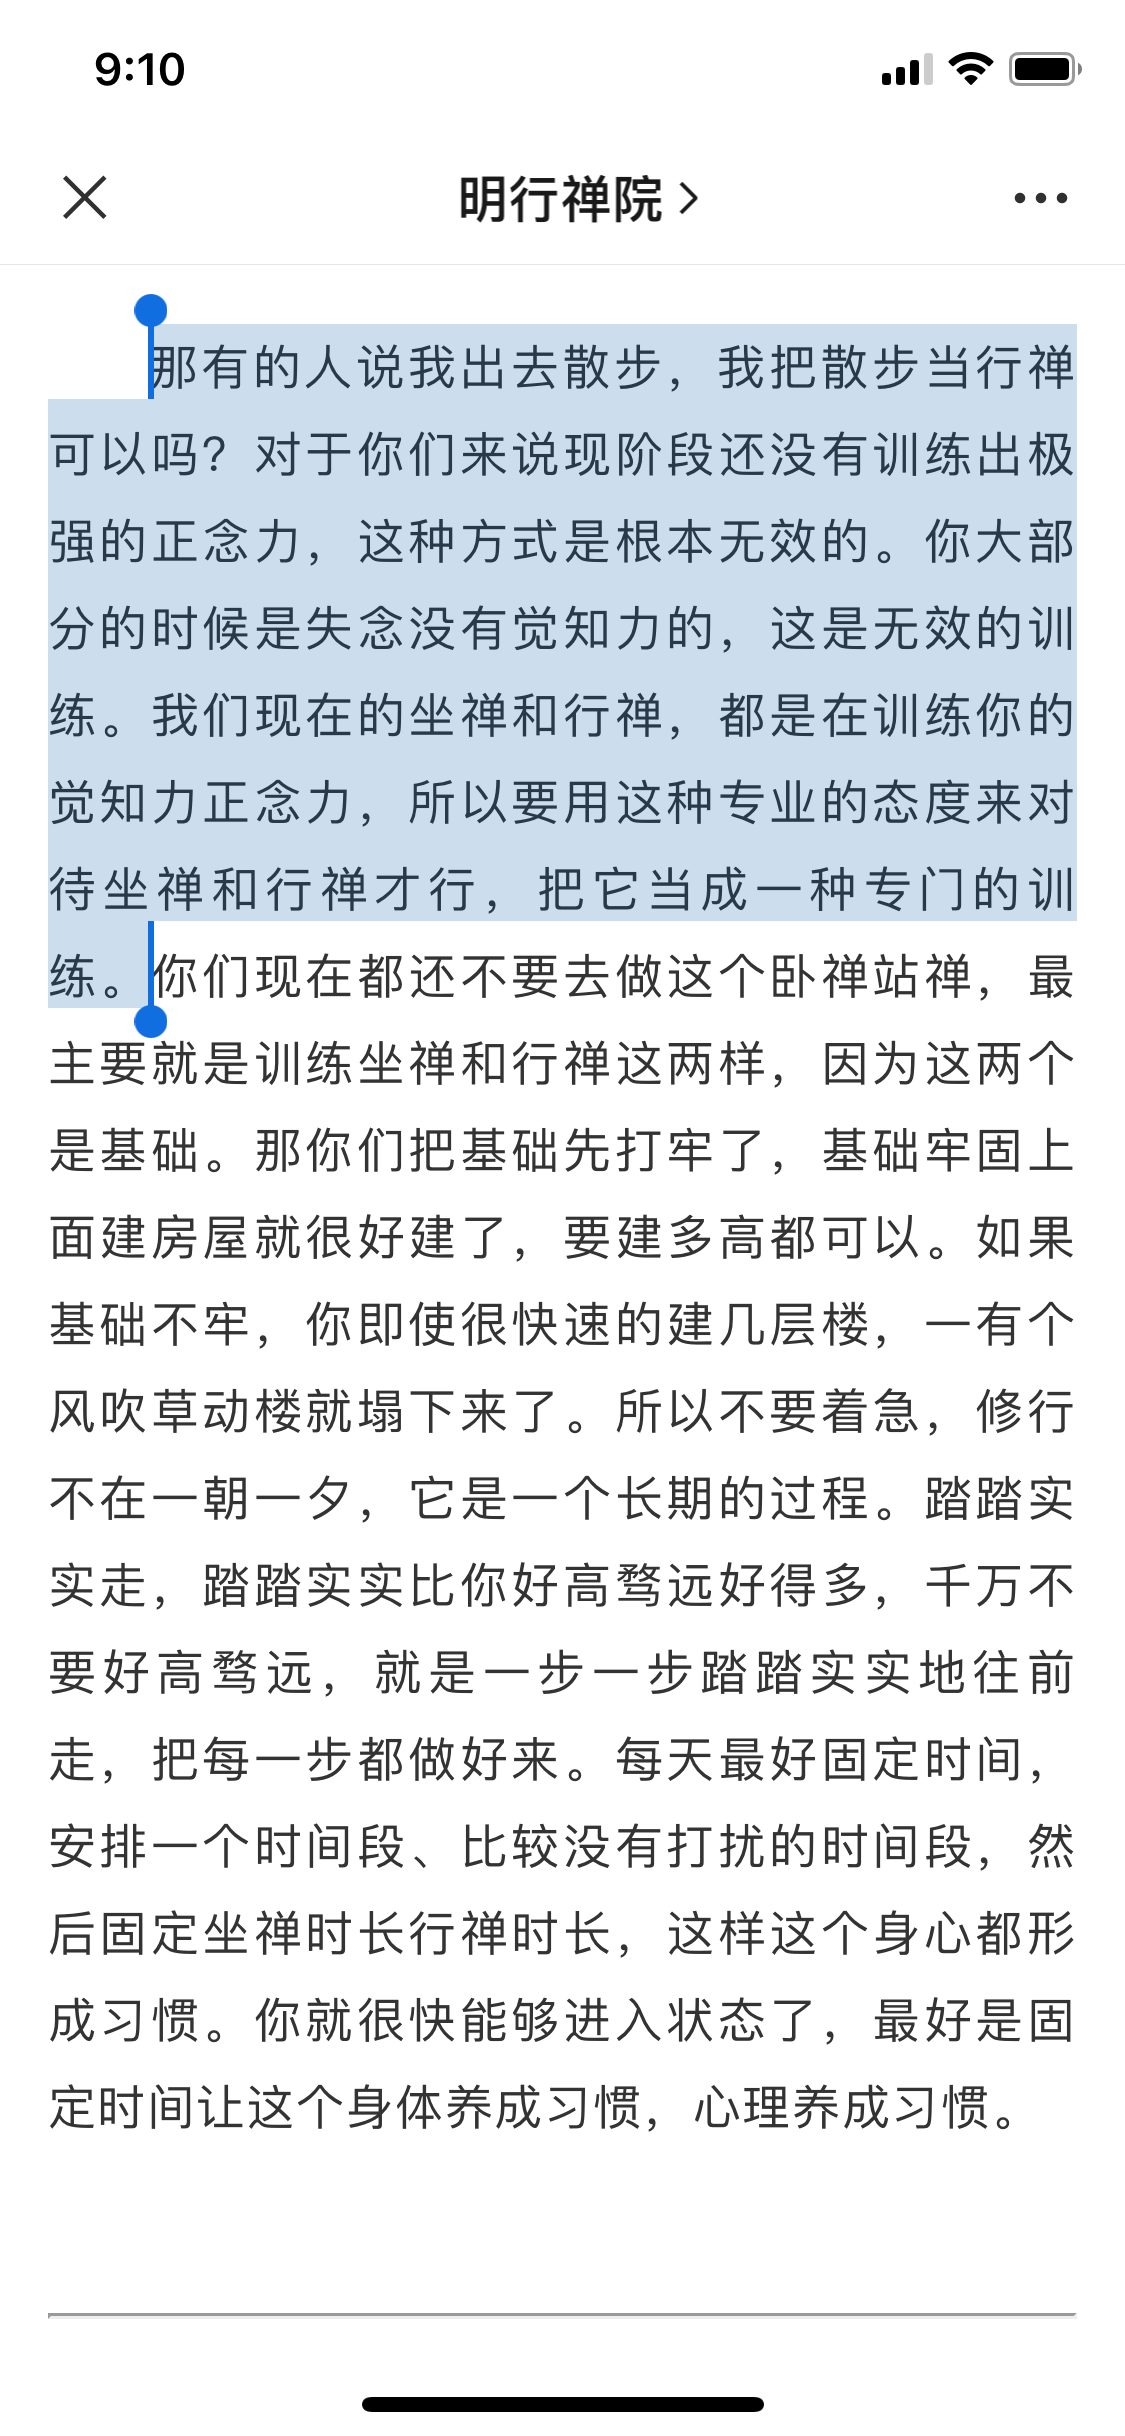 9:10
明行禅院
那有的人说我出去散步，我把散步当行禅
可以吗？对于你们来说现阶段还没有训练出极
强的正念力，这种方式是根本无效的。你大部
分的时候是失念没有觉知力的，这是无效的训
练。我们现在的坐禅和行禅，都是在训练你的
觉知力正念力，所以要用这种专业的态度来对
待坐禅和行禅才行，把它当成一种专门的训
练。你们现在都还不要去做这个卧禅站禅，最
主要就是训练坐禅和行禅这两样，因为这两个
是基础。那你们把基础先打牢了，基础牢固上
面建房屋就很好建了，要建多高都可以。如果
基础不牢，你即使很快速的建几层楼，一有个
风吹草动楼就塌下来了。所以不要着急，修行
不在一朝一夕，它是一个长期的过程。踏踏实
实走，踏踏实实比你好高骛远好得多，千万不
要好高骛远，就是一步一步踏踏实实地往前
走，把每一步都做好来。每天最好固定时间，
安排一个时间段、比较没有打扰的时间段，然
后固定坐禅时长行禅时长，这样这个身心都形
成习惯。你就很快能够进入状态了，最好是固
定时间让这个身体养成习惯，心理养成习惯。